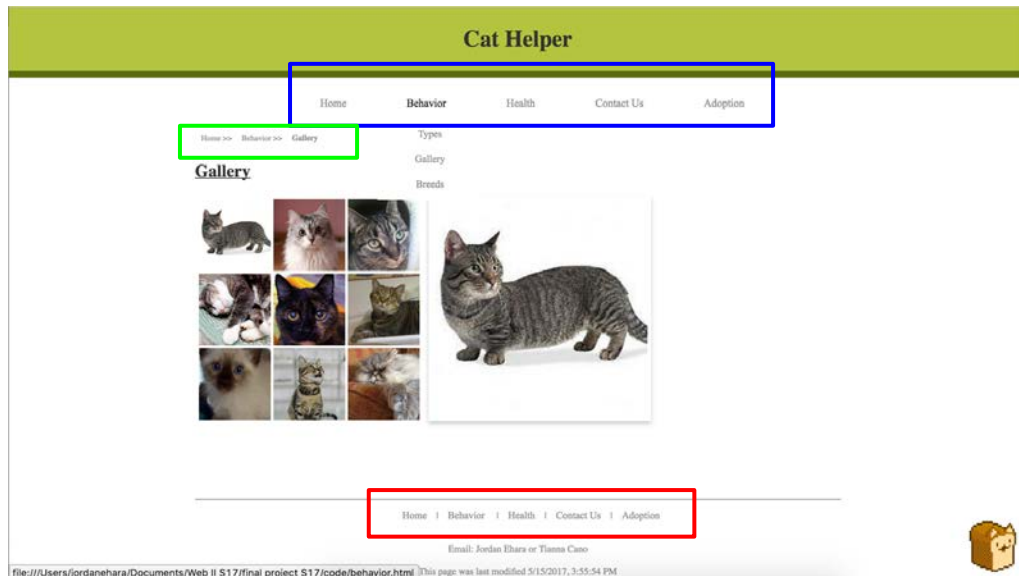 Cat Helper
Home Behavior Health Contact Us Adoption
Types
Gallery
Breeds
Home >> Behavior >> Gallery
Gallery
Home | Behavior | Health | Contact Us | Adoption
Email: Jordan Ehara or Tianna Cano
This page was last modified 5/15/2017, 3:55:54 PM
file:///Users/jordanehara/Documents/Web II S17/final project S17/code/behavior.html